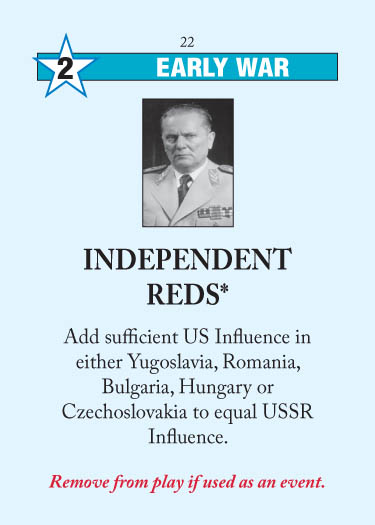 22
2
EARLY WAR
INDEPENDENT
REDS*
Add sufficient US Influence in
either Yugoslavia, Romania,
Bulgaria, Hungary or
Czechoslovakia to equal USSR
Influence.
Remove from play if used as an event.